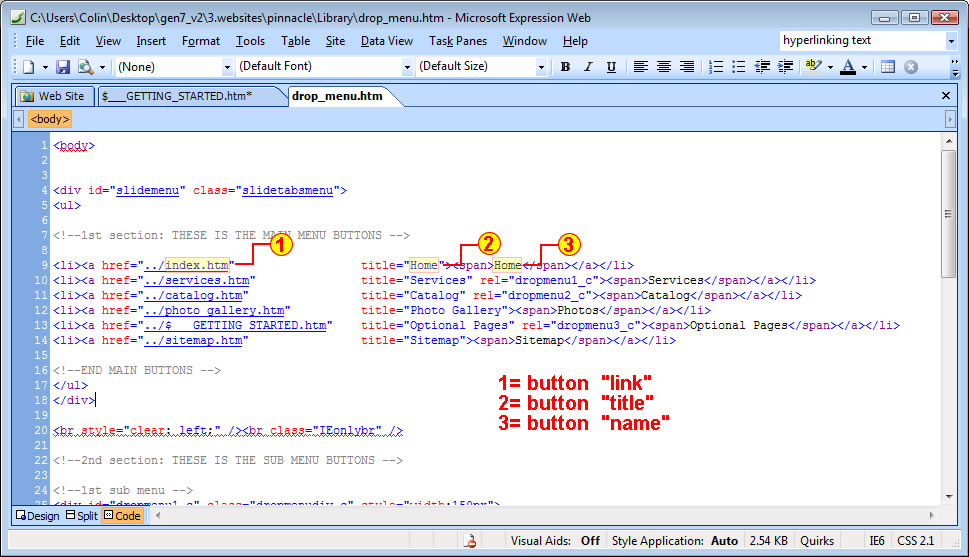 C:\Users\Colin\Desktop\gen7_v2\3.websites\pinnacle\Library\drop_menu.htm - Microsoft Expression Web
File Edit View Insert Format Tools Table Site Data View Task Panes Window Help hyperlinking text
(None) (Default Font) (Default Size) B I U
Web Site $___GETTING_STARTED.htm* drop_menu.htm
<body>
1 <body>
2
3
4 <div id="slidemenu" class="slidetabsmenu">
5 <ul>
6
7 <!--1st section: THESE IS THE MAIN MENU BUTTONS -->
8 1 2 3
9 <li><a href="../index.htm" title="Home"><span>Home</span></a></li>
10 <li><a href="../services.htm" title="Services" rel="dropmenu1_c"><span>Services</span></a></li>
11 <li><a href="../catalog.htm" title="Catalog" rel="dropmenu2_c"><span>Catalog</span></a></li>
12 <li><a href="../photo_gallery.htm" title="Photo Gallery"><span>Photos</span></a></li>
13 <li><a href="../$___GETTING_STARTED.htm" title="Optional Pages" rel="dropmenu3_c"><span>Optional Pages</span></a></li>
14 <li><a href="../sitemap.htm" title="Sitemap"><span>Sitemap</span></a></li>
15
16 <!--END MAIN BUTTONS -->
17 </ul>
18 </div>
19
20 <br style="clear: left;" /><br class="IEonlybr" />
21
22 <!--2nd section: THESE IS THE SUB MENU BUTTONS -->
23
24 <!--1st sub menu -->
25 <div id="dropmenu1_c" class="dropmenudiv_c" style="width:150px">
1= button "link"
2= button "title"
3= button "name"
Design Split Code
Visual Aids: Off Style Application: Auto 2.54 KB Quirks IE6 CSS 2.1